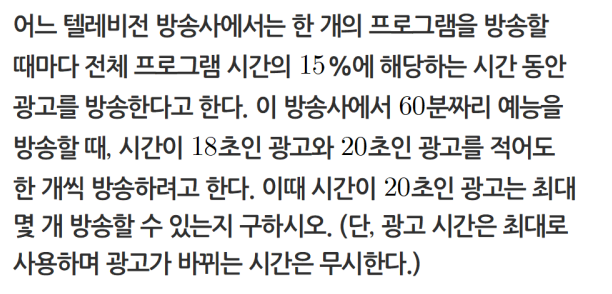 어느 텔레비전 방송사에서는 한 개의 프로그램을 방송할
때마다 전체 프로그램 시간의 15%에 해당하는 시간 동안
광고를 방송한다고 한다. 이 방송사에서 60분짜리 예능을
방송할 때, 시간이 18초인 광고와 20초인 광고를 적어도
한 개씩 방송하려고 한다. 이때 시간이 20초인 광고는 최대
몇 개 방송할 수 있는지 구하시오. (단, 광고 시간은 최대로
사용하며 광고가 바뀌는 시간은 무시한다.)